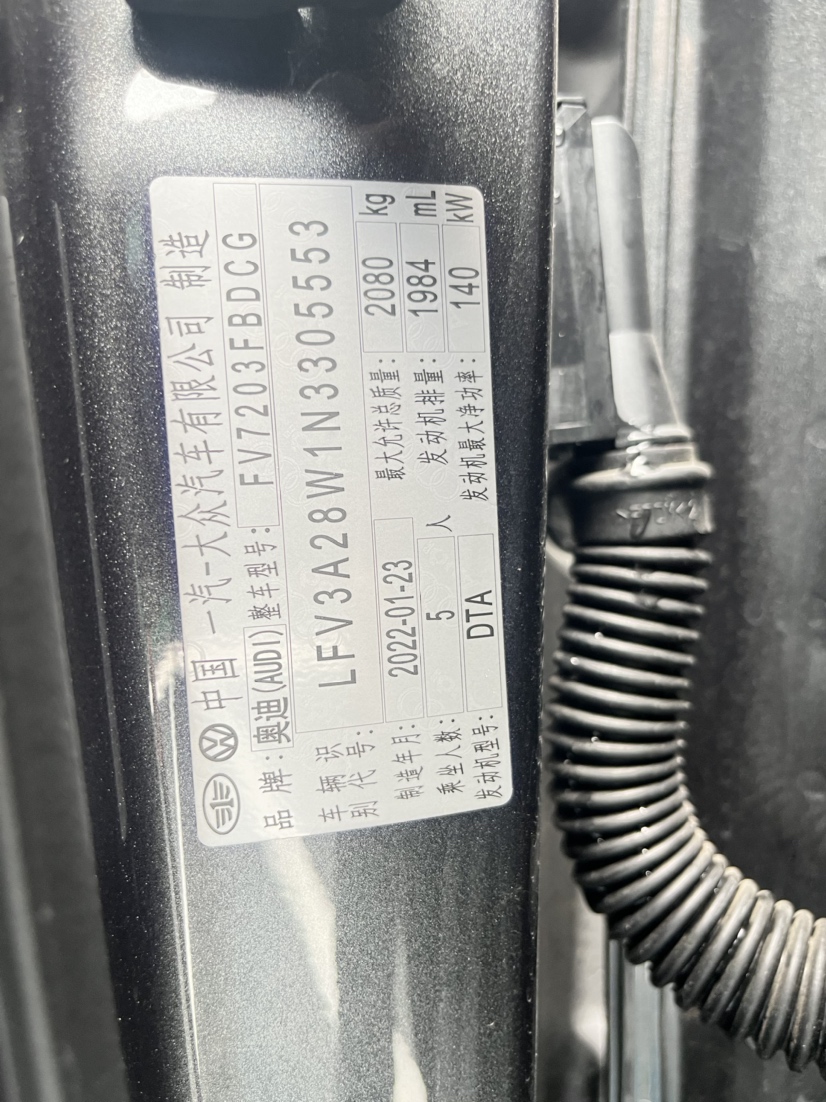 中国 一汽-大众汽车有限公司 制造
品牌: 奥迪(AUDI) 整车型号: FV7203FBDCG
车辆识别代号: LFV3A28W1N3305553
制造年月: 2022-01-23 最大允许总质量: 2080 kg
乘坐人数: 5 人 发动机排量: 1984 mL
发动机型号: DTA 发动机最大净功率: 140 kW